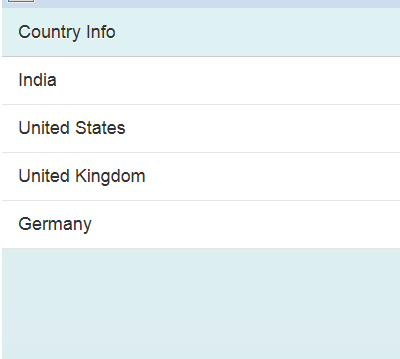 Country Info
India
United States
United Kingdom
Germany